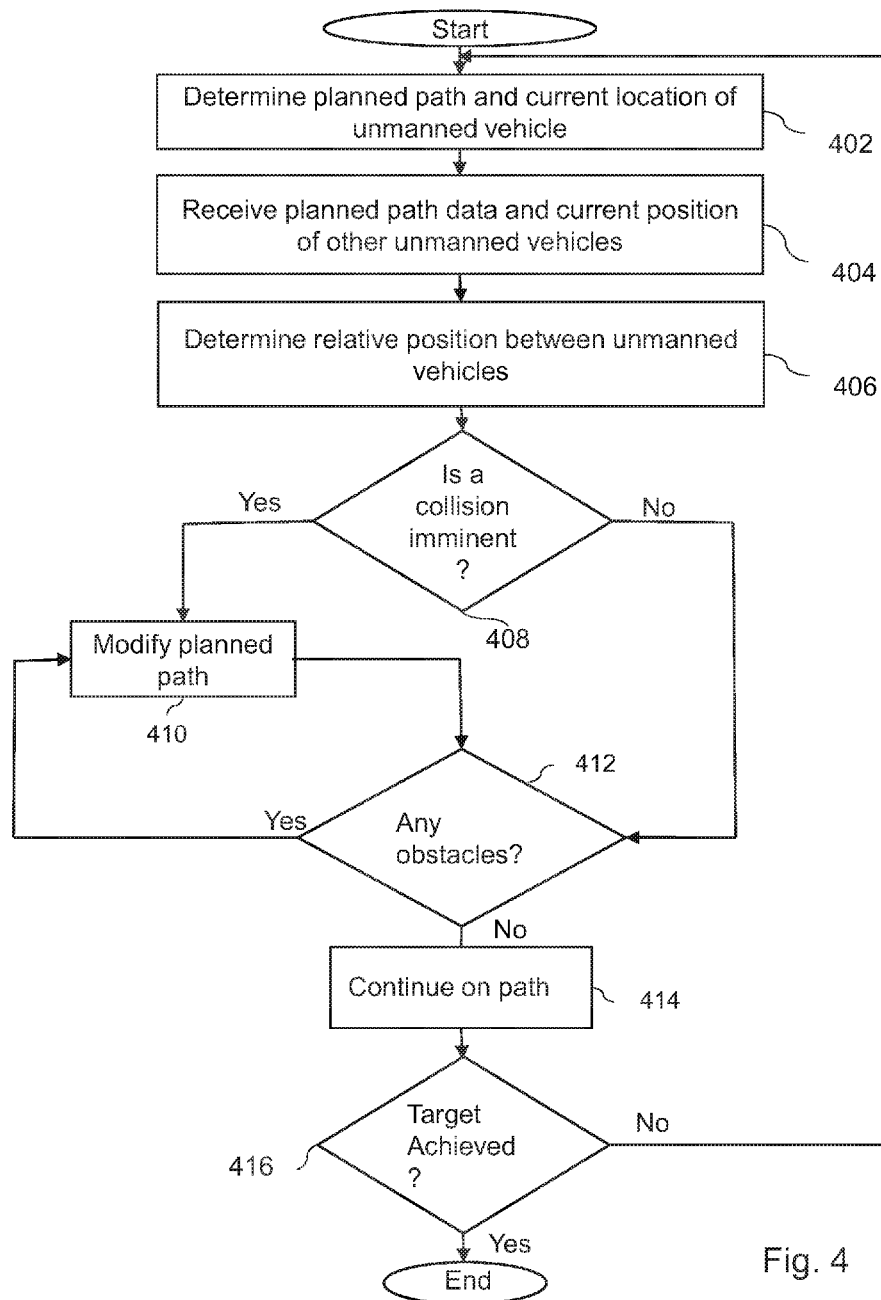 Start
Determine planned path and current location of
unmanned vehicle
402
Receive planned path data and current position
of other unmanned vehicles
404
Determine relative position between unmanned
vehicles
406
Is a
collision
imminent
?
Yes
No
408
Modify planned
path
410
412
Any
obstacles?
Yes
No
Continue on path
414
Target
Achieved
?
No
416
Yes
End
Fig. 4